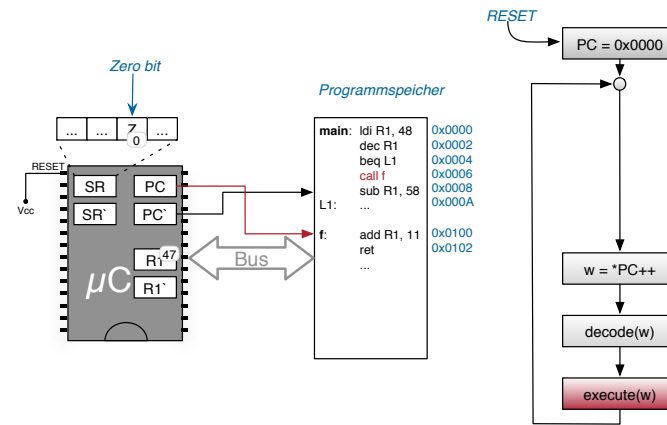 RESET
PC = 0x0000
Zero bit
Programmspeicher
... ... Z ...
0
main: ldi R1, 48 0x0000
dec R1 0x0002
beq L1 0x0004
call f 0x0006
sub R1, 58 0x0008
L1: ... 0x000A
f: add R1, 11 0x0100
ret 0x0102
...
RESET
Vcc
SR PC
SR` PC`
R1 47
R1`
µC
Bus
w = *PC++
decode(w)
execute(w)